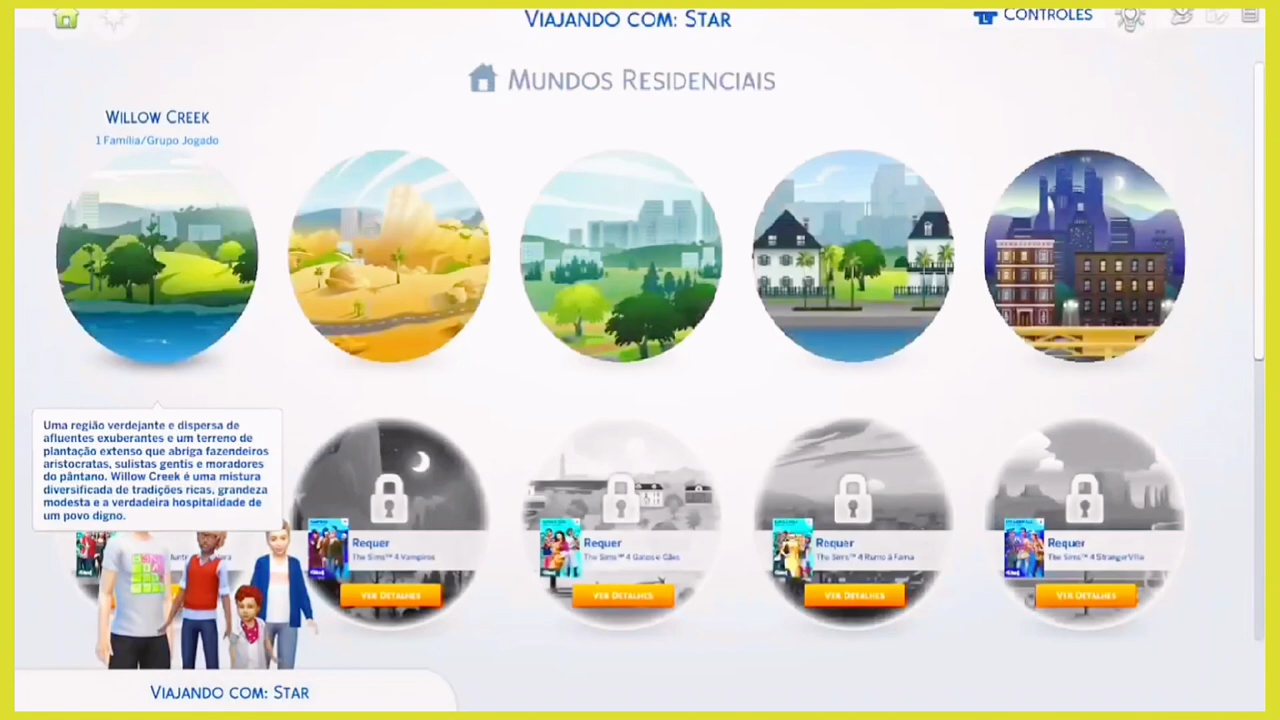 VIAJANDO COM: STAR
CONTROLES
MUNDOS RESIDENCIAIS
WILLOW CREEK
1 Família/Grupo Jogado
Uma região verdejante e dispersa de
afluentes exuberantes e um terreno de
plantação extenso que abriga fazendeiros
aristocratas, sulistas gentis e moradores
do pântano. Willow Creek é uma mistura
diversificada de tradições ricas, grandeza
modesta e a verdadeira hospitalidade de
um povo digno.
Requer
The Sims™ 4 Vampiros
VER DETALHES
Requer
The Sims™ 4 Gatos e Cães
VER DETALHES
Requer
The Sims™ 4 Rumo à Fama
VER DETALHES
Requer
The Sims™ 4 StrangerVille
VER DETALHES
VIAJANDO COM: STAR